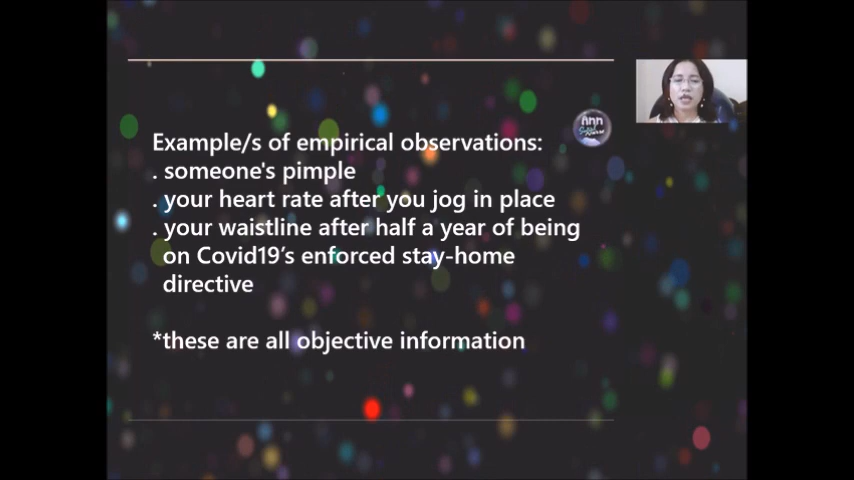 Ann
Example/s of empirical observations:
. someone's pimple
. your heart rate after you jog in place
. your waistline after half a year of being
on Covid19’s enforced stay-home
directive
*these are all objective information